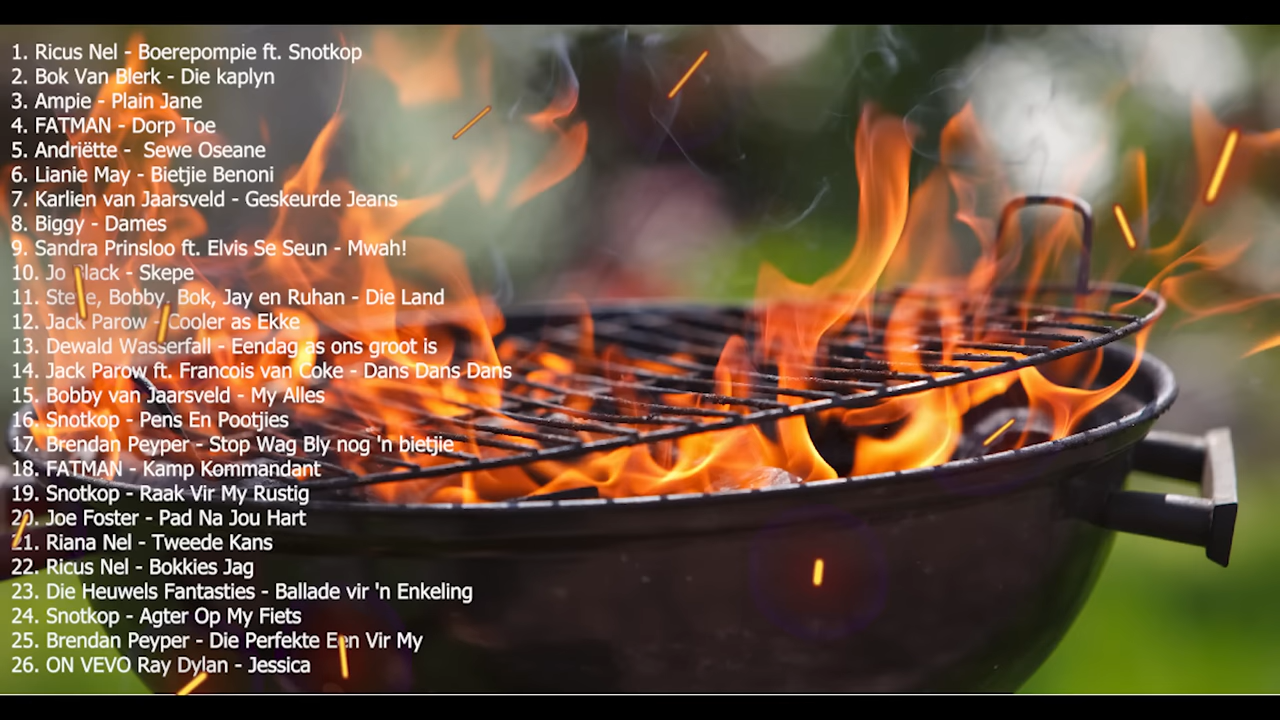 1. Ricus Nel - Boerepompie ft. Snotkop
2. Bok Van Blerk - Die kaplyn
3. Ampie - Plain Jane
4. FATMAN - Dorp Toe
5. Andriëtte -  Sewe Oseane
6. Lianie May - Bietjie Benoni
7. Karlien van Jaarsveld - Geskeurde Jeans
8. Biggy - Dames
9. Sandra Prinsloo ft. Elvis Se Seun - Mwah!
10. Jo Black - Skepe
11. Steve, Bobby, Bok, Jay en Ruhan - Die Land
12. Jack Parow - Cooler as Ekke
13. Dewald Wasserfall - Eendag as ons groot is
14. Jack Parow ft. Francois van Coke - Dans Dans Dans
15. Bobby van Jaarsveld - My Alles
16. Snotkop - Pens En Pootjies
17. Brendan Peyper - Stop Wag Bly nog 'n bietjie
18. FATMAN - Kamp Kommandant
19. Snotkop - Raak Vir My Rustig
20. Joe Foster - Pad Na Jou Hart
21. Riana Nel - Tweede Kans
22. Ricus Nel - Bokkies Jag
23. Die Heuwels Fantasties - Ballade vir 'n Enkeling
24. Snotkop - Agter Op My Fiets
25. Brendan Peyper - Die Perfekte Een Vir My
26. ON VEVO Ray Dylan - Jessica